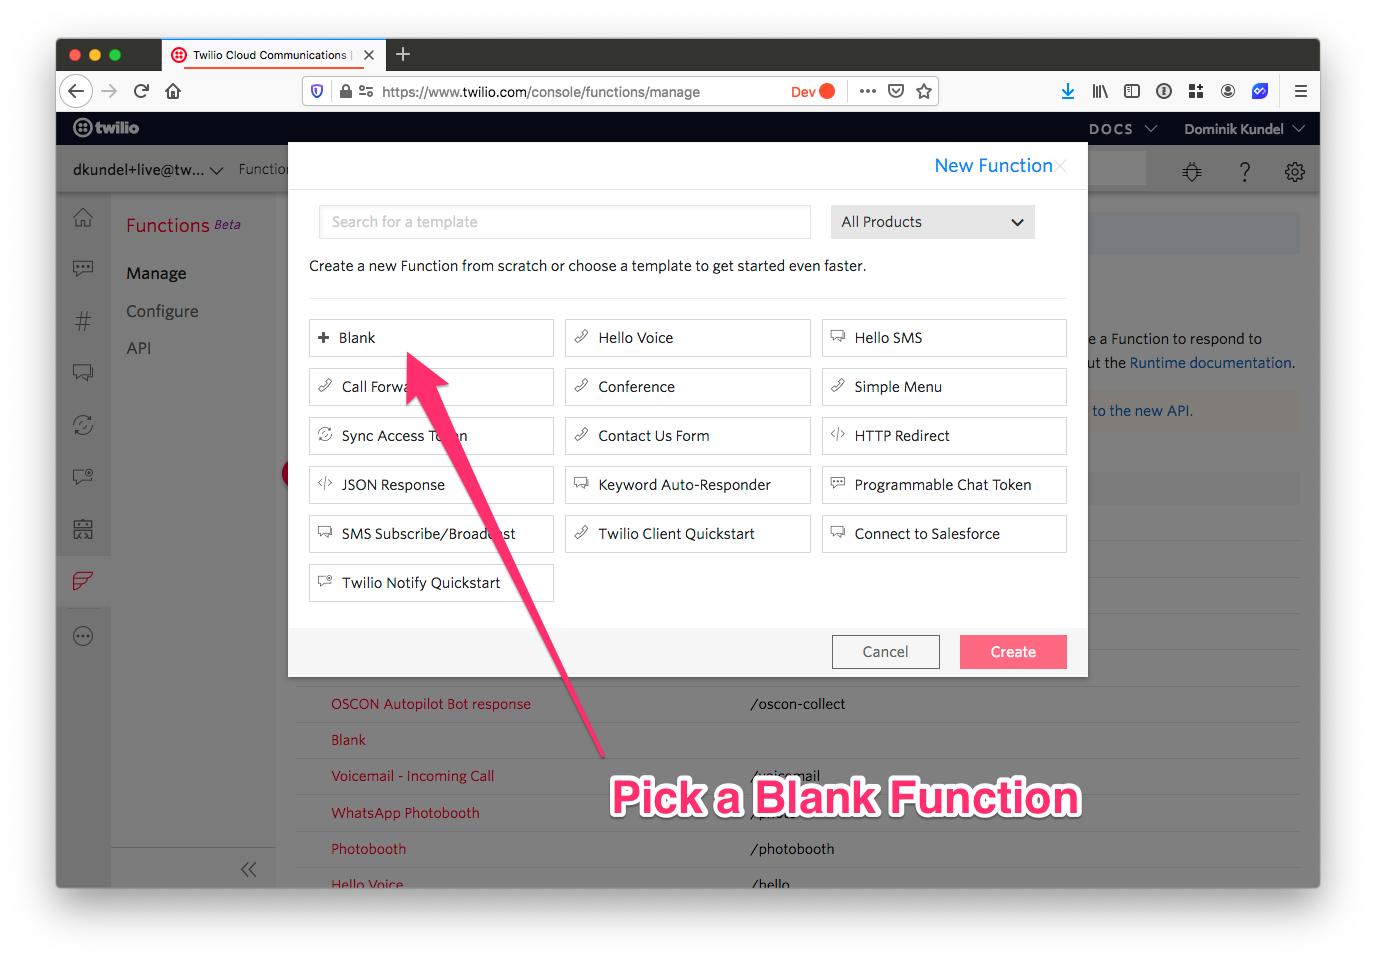 Twilio Cloud Communications |
https://www.twilio.com/console/functions/manage
Dev
twilio
DOCS
Dominik Kundel
dkundel+live@tw...
Functio
New Function
Functions Beta
Search for a template
All Products
Manage
Create a new Function from scratch or choose a template to get started even faster.
Configure
API
Blank
Hello Voice
Hello SMS
e a Function to respond to
ut the Runtime documentation.
Call Forwa
Conference
Simple Menu
to the new API.
Sync Access Token
Contact Us Form
HTTP Redirect
JSON Response
Keyword Auto-Responder
Programmable Chat Token
SMS Subscribe/Broadcast
Twilio Client Quickstart
Connect to Salesforce
Twilio Notify Quickstart
Cancel
Create
OSCON Autopilot Bot response
/oscon-collect
Blank
Voicemail - Incoming Call
/voicemail
Pick a Blank Function
WhatsApp Photobooth
Photobooth
/photobooth
Hello Voice
/hello